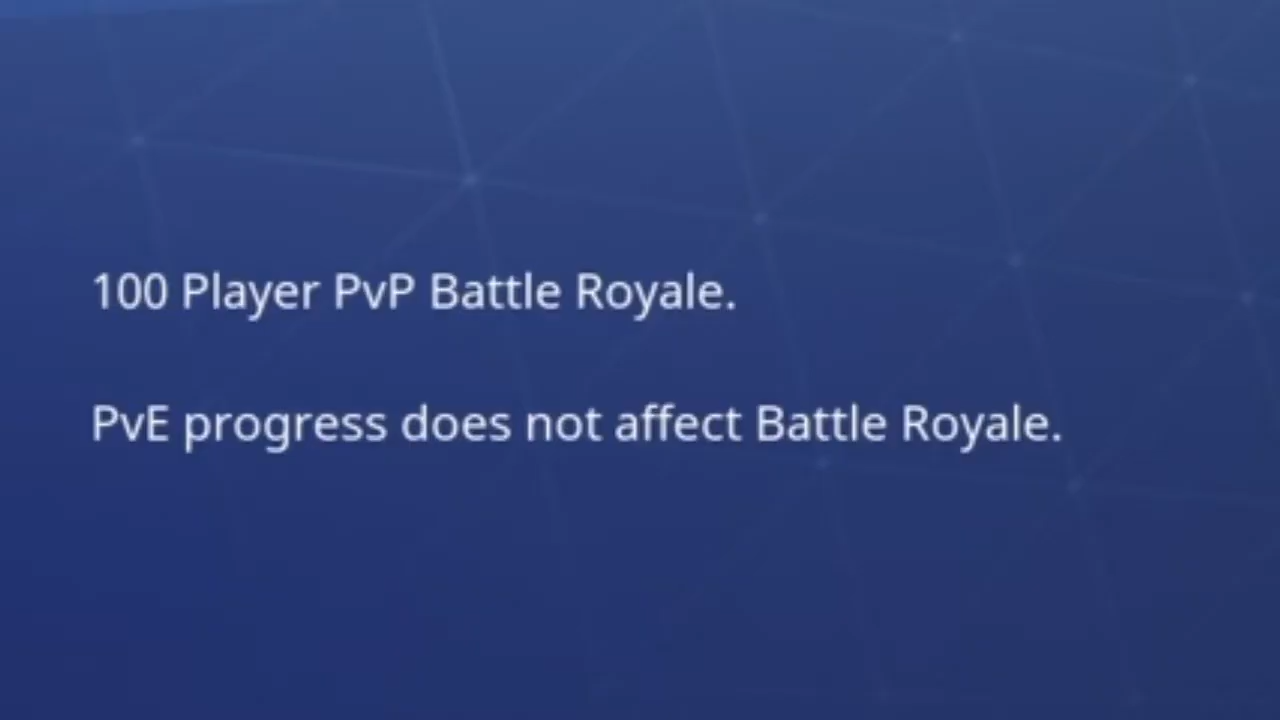 100 Player PvP Battle Royale.
PvE progress does not affect Battle Royale.